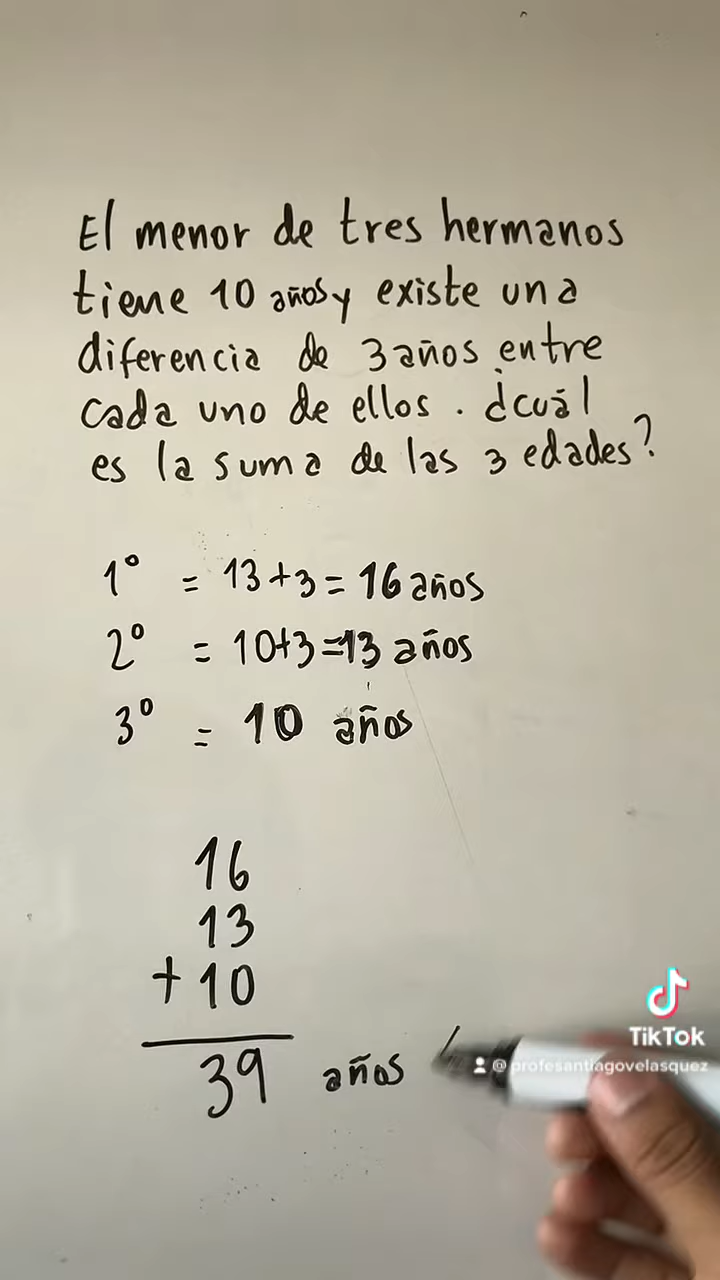 El menor de tres hermanos
tiene 10 años y existe una
diferencia de 3 años entre
cada uno de ellos. ¿cuál
es la suma de las 3 edades?
1° = 13+3 = 16 años
2° = 10+3=13 años
3° = 10 años
16
13
+ 10
39 años
TikTok
@profesantiagovelasquez